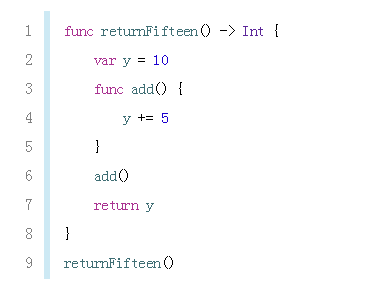 1 func returnFifteen() -> Int {
2     var y = 10
3     func add() {
4         y += 5
5     }
6     add()
7     return y
8 }
9 returnFifteen()